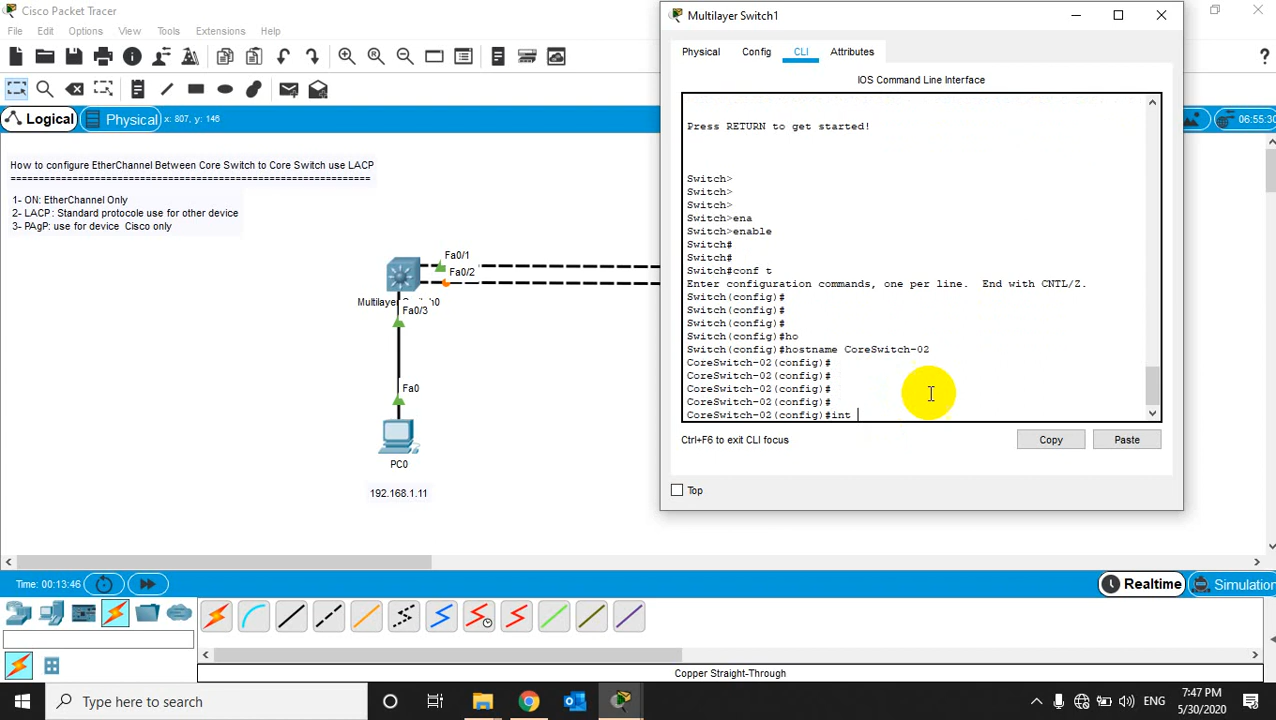 Cisco Packet Tracer
File Edit Options View Tools Extensions Help
Logical Physical x: 807, y: 146
06:55:30
How to configure EtherChannel Between Core Switch to Core Switch use LACP
======================================================================
1- ON: EtherChannel Only
2- LACP : Standard protocole use for other device
3- PAgP: use for device Cisco only
Fa0/1
Fa0/2
Fa0/3
Fa0
PC0
192.168.1.11
Multilayer Switch1
Physical Config CLI Attributes
IOS Command Line Interface
Press RETURN to get started!
Switch>
Switch>
Switch>
Switch>ena
Switch>enable
Switch#
Switch#
Switch#conf t
Enter configuration commands, one per line. End with CNTL/Z.
Switch(config)#
Switch(config)#
Switch(config)#
Switch(config)#ho
Switch(config)#hostname CoreSwitch-02
CoreSwitch-02(config)#
CoreSwitch-02(config)#
CoreSwitch-02(config)#
CoreSwitch-02(config)#
CoreSwitch-02(config)#int
Ctrl+F6 to exit CLI focus
Copy Paste
Top
Time: 00:13:46
Realtime Simulation
Copper Straight-Through
Type here to search
ENG
7:47 PM
5/30/2020